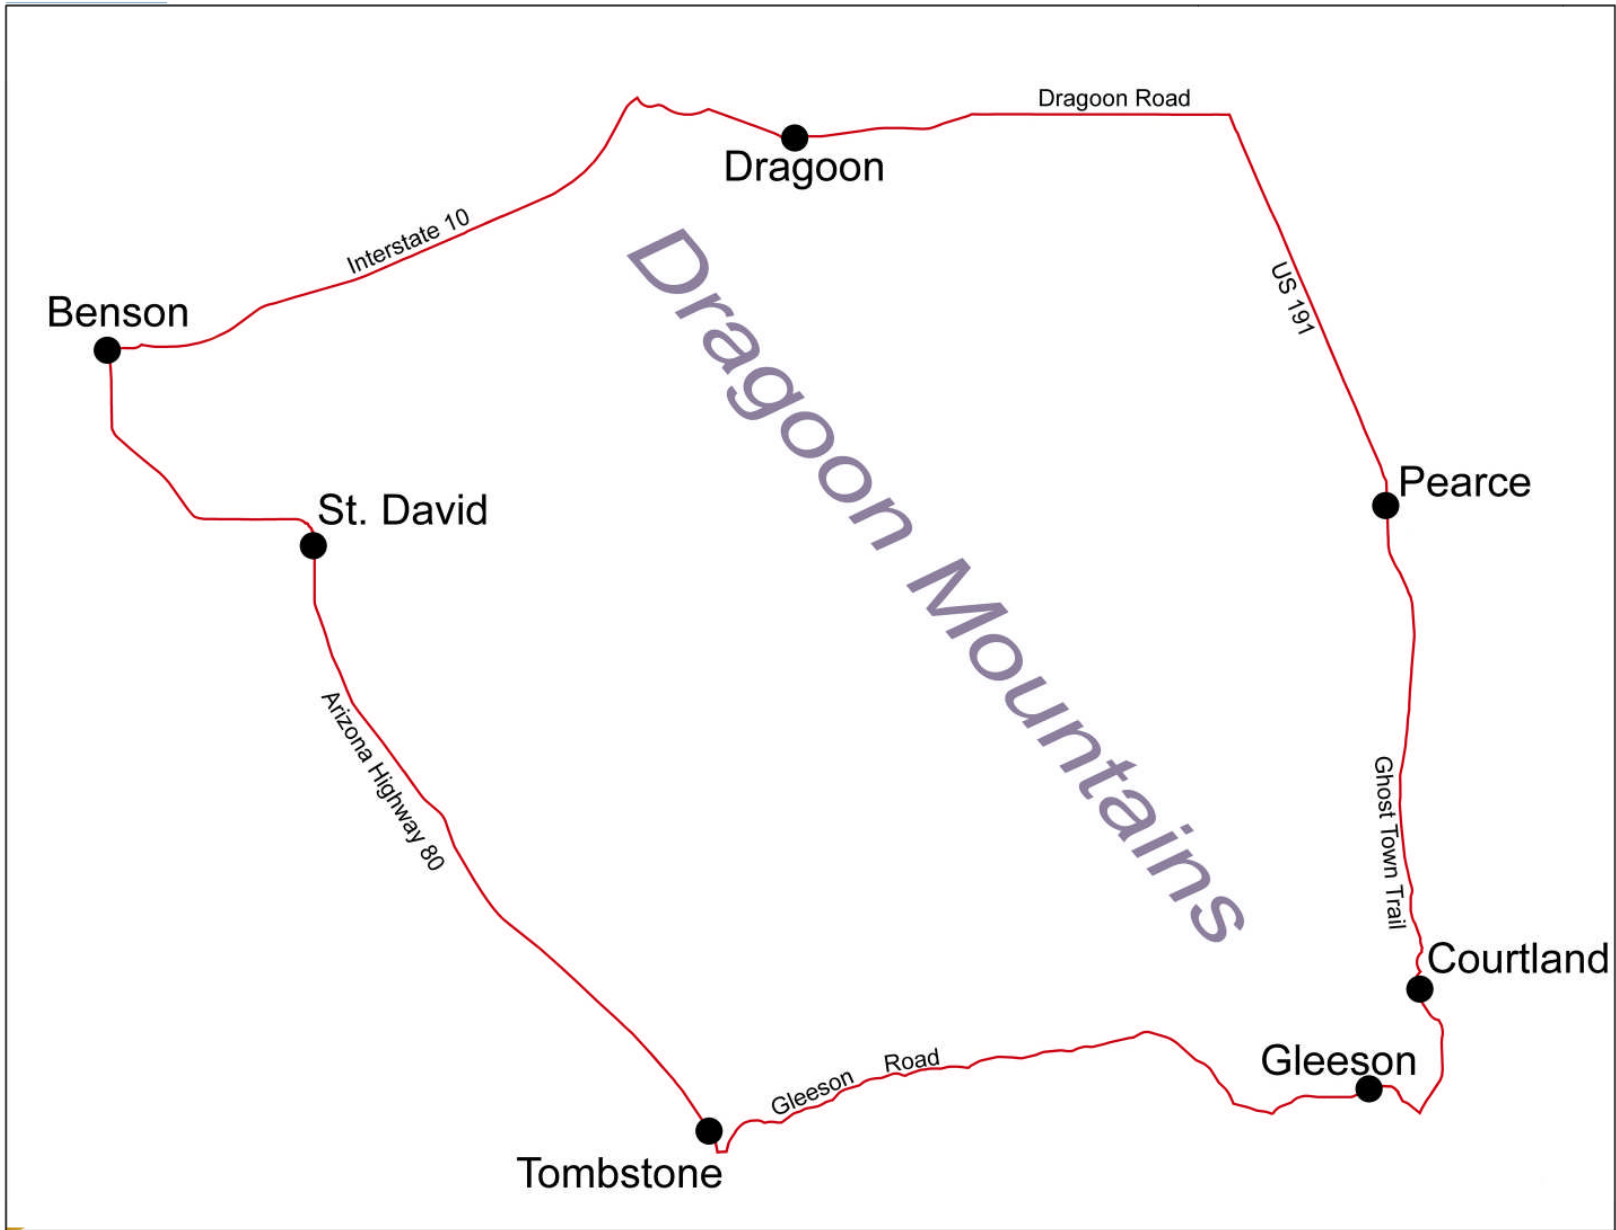 Dragoon Road
Dragoon
Interstate 10
Benson
US 191
Dragoon Mountains
Pearce
St. David
Arizona Highway 80
Ghost Town Trail
Courtland
Gleeson
Gleeson Road
Tombstone